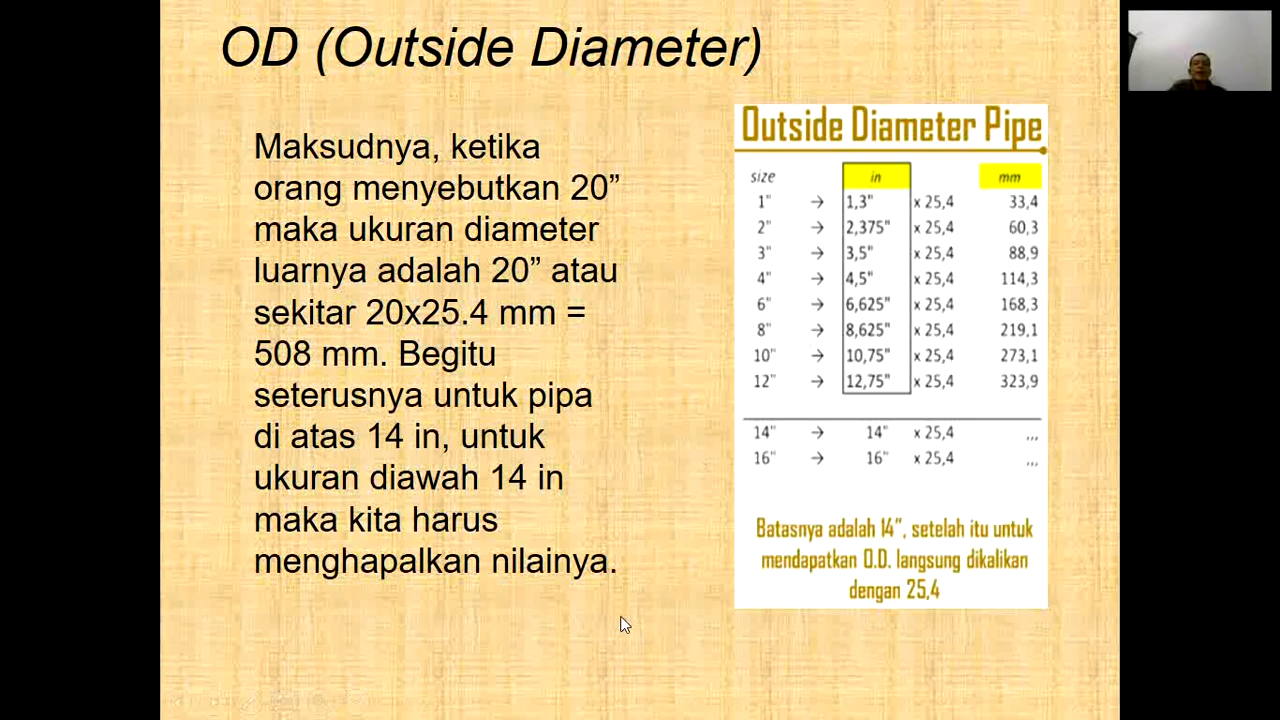 OD (Outside Diameter)
Maksudnya, ketika
orang menyebutkan 20”
maka ukuran diameter
luarnya adalah 20” atau
sekitar 20x25.4 mm =
508 mm. Begitu
seterusnya untuk pipa
di atas 14 in, untuk
ukuran diawah 14 in
maka kita harus
menghapalkan nilainya.
Outside Diameter Pipe
size in mm
1" → 1,3" x 25,4 33,4
2" → 2,375" x 25,4 60,3
3" → 3,5" x 25,4 88,9
4" → 4,5" x 25,4 114,3
6" → 6,625" x 25,4 168,3
8" → 8,625" x 25,4 219,1
10" → 10,75" x 25,4 273,1
12" → 12,75" x 25,4 323,9
14" → 14" x 25,4 ,,,
16" → 16" x 25,4 ,,,
Batasnya adalah 14”, setelah itu untuk
mendapatkan O.D. langsung dikalikan
dengan 25,4